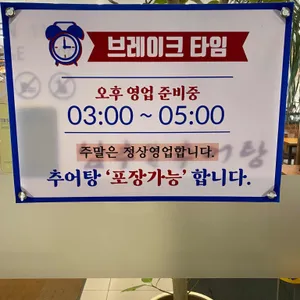 브레이크 타임
오후 영업 준비중
03:00 ~ 05:00
주말은 정상영업합니다.
추어탕 '포장가능' 합니다.